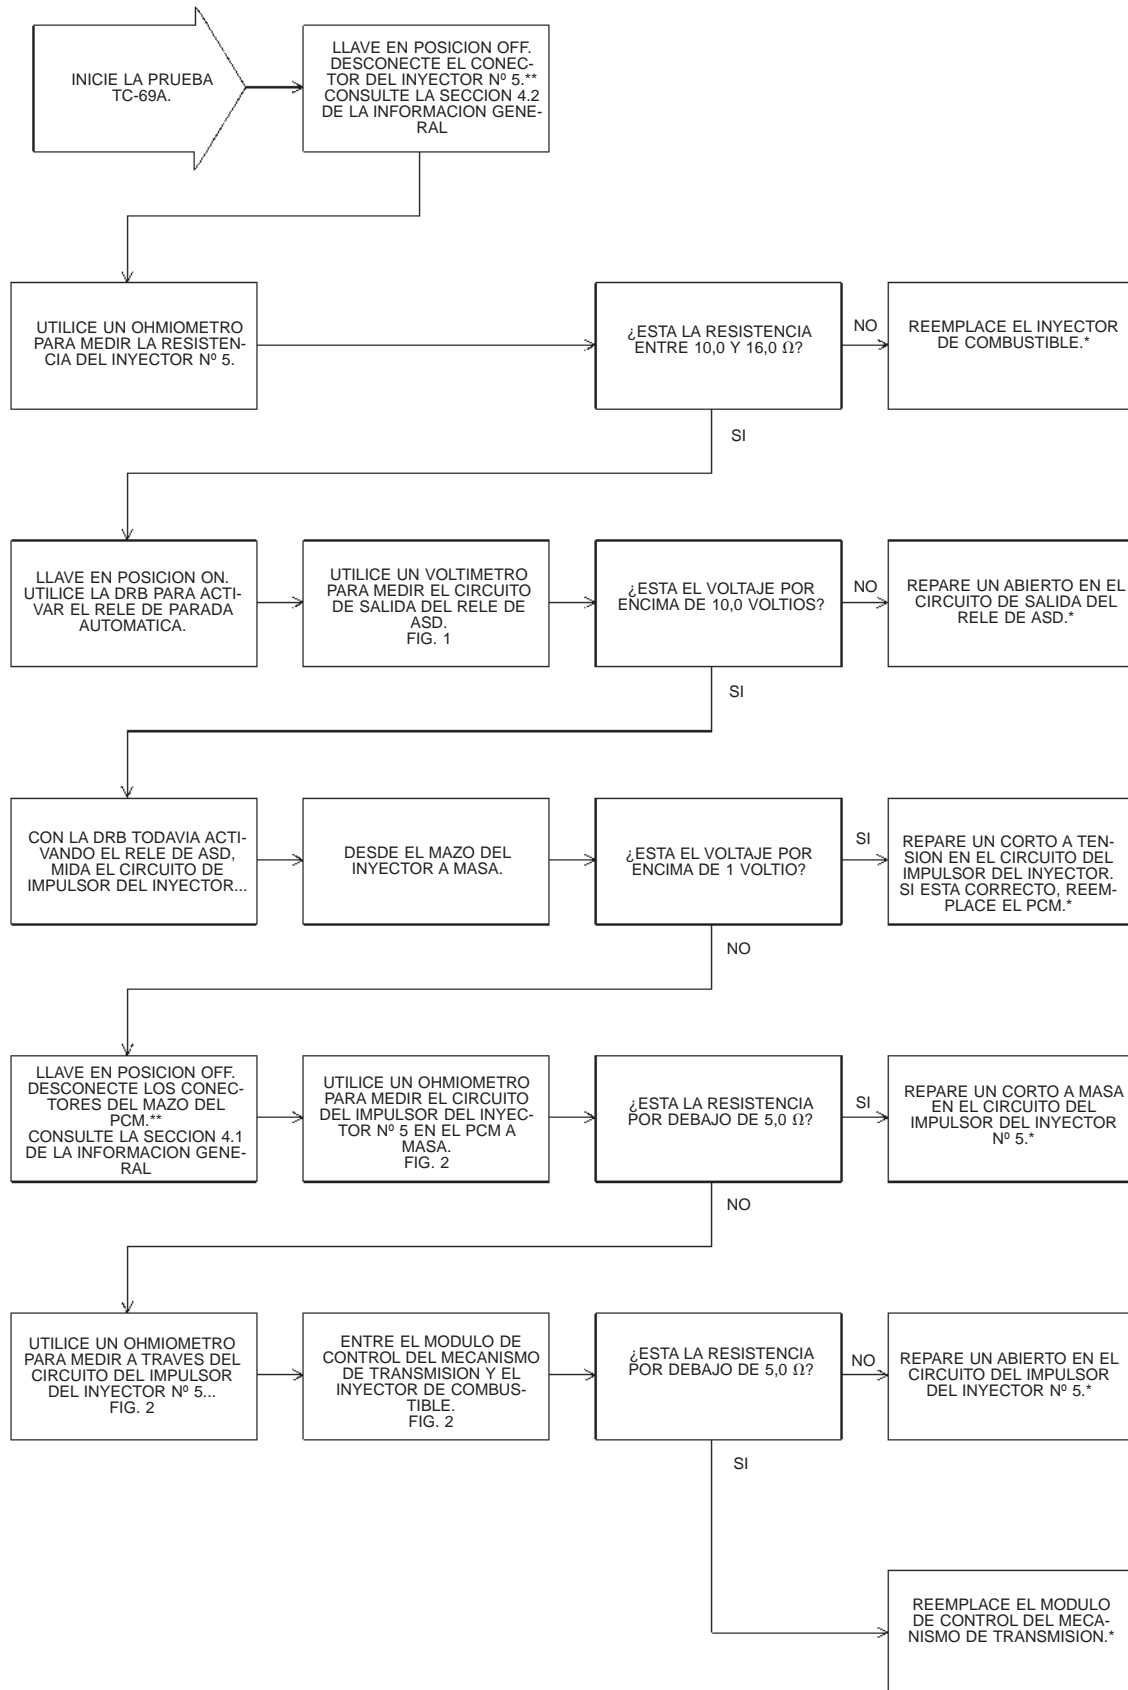 INICIE LA PRUEBA
TC-69A.
LLAVE EN POSICION OFF.
DESCONECTE EL CONEC-
TOR DEL INYECTOR Nº 5.**
CONSULTE LA SECCION 4.2
DE LA INFORMACION GENE-
RAL
UTILICE UN OHMIOMETRO
PARA MEDIR LA RESISTEN-
CIA DEL INYECTOR Nº 5.
¿ESTA LA RESISTENCIA
ENTRE 10,0 Y 16,0 Ω?
NO
REEMPLACE EL INYECTOR
DE COMBUSTIBLE.*
SI
LLAVE EN POSICION ON.
UTILICE LA DRB PARA ACTI-
VAR EL RELE DE PARADA
AUTOMATICA.
UTILICE UN VOLTIMETRO
PARA MEDIR EL CIRCUITO
DE SALIDA DEL RELE DE
ASD.
FIG. 1
¿ESTA EL VOLTAJE POR
ENCIMA DE 10,0 VOLTIOS?
NO
REPARE UN ABIERTO EN EL
CIRCUITO DE SALIDA DEL
RELE DE ASD.*
SI
CON LA DRB TODAVIA ACTI-
VANDO EL RELE DE ASD,
MIDA EL CIRCUITO DE
IMPULSOR DEL INYECTOR...
DESDE EL MAZO DEL
INYECTOR A MASA.
¿ESTA EL VOLTAJE POR
ENCIMA DE 1 VOLTIO?
SI
REPARE UN CORTO A TEN-
SION EN EL CIRCUITO DEL
IMPULSOR DEL INYECTOR.
SI ESTA CORRECTO, REEM-
PLACE EL PCM.*
NO
LLAVE EN POSICION OFF.
DESCONECTE LOS CONEC-
TORES DEL MAZO DEL
PCM.**
CONSULTE LA SECCION 4.1
DE LA INFORMACION GENE-
RAL
UTILICE UN OHMIOMETRO
PARA MEDIR EL CIRCUITO
DEL IMPULSOR DEL INYEC-
TOR Nº 5 EN EL PCM A
MASA.
FIG. 2
¿ESTA LA RESISTENCIA
POR DEBAJO DE 5,0 Ω?
SI
REPARE UN CORTO A MASA
EN EL CIRCUITO DEL
IMPULSOR DEL INYECTOR
Nº 5.*
NO
UTILICE UN OHMIOMETRO
PARA MEDIR A TRAVES DEL
CIRCUITO DEL IMPULSOR
DEL INYECTOR Nº 5...
FIG. 2
ENTRE EL MODULO DE
CONTROL DEL MECANISMO
DE TRANSMISION Y EL
INYECTOR DE COMBUS-
TIBLE.
FIG. 2
¿ESTA LA RESISTENCIA
POR DEBAJO DE 5,0 Ω?
NO
REPARE UN ABIERTO EN EL
CIRCUITO DEL IMPULSOR
DEL INYECTOR Nº 5.*
SI
REEMPLACE EL MODULO
DE CONTROL DEL MECA-
NISMO DE TRANSMISION.*